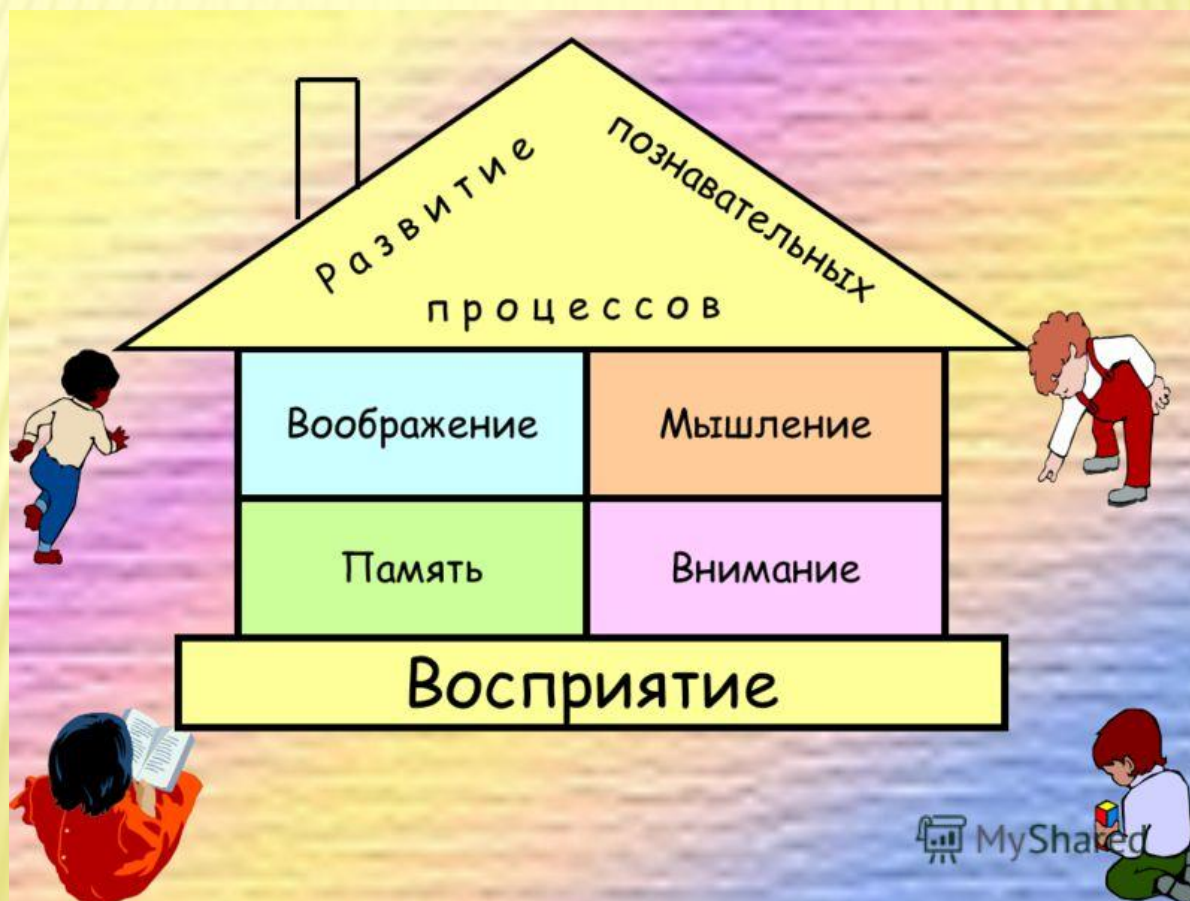 Развитие
познавательных
процессов
Воображение
Мышление
Память
Внимание
Восприятие
MyShared